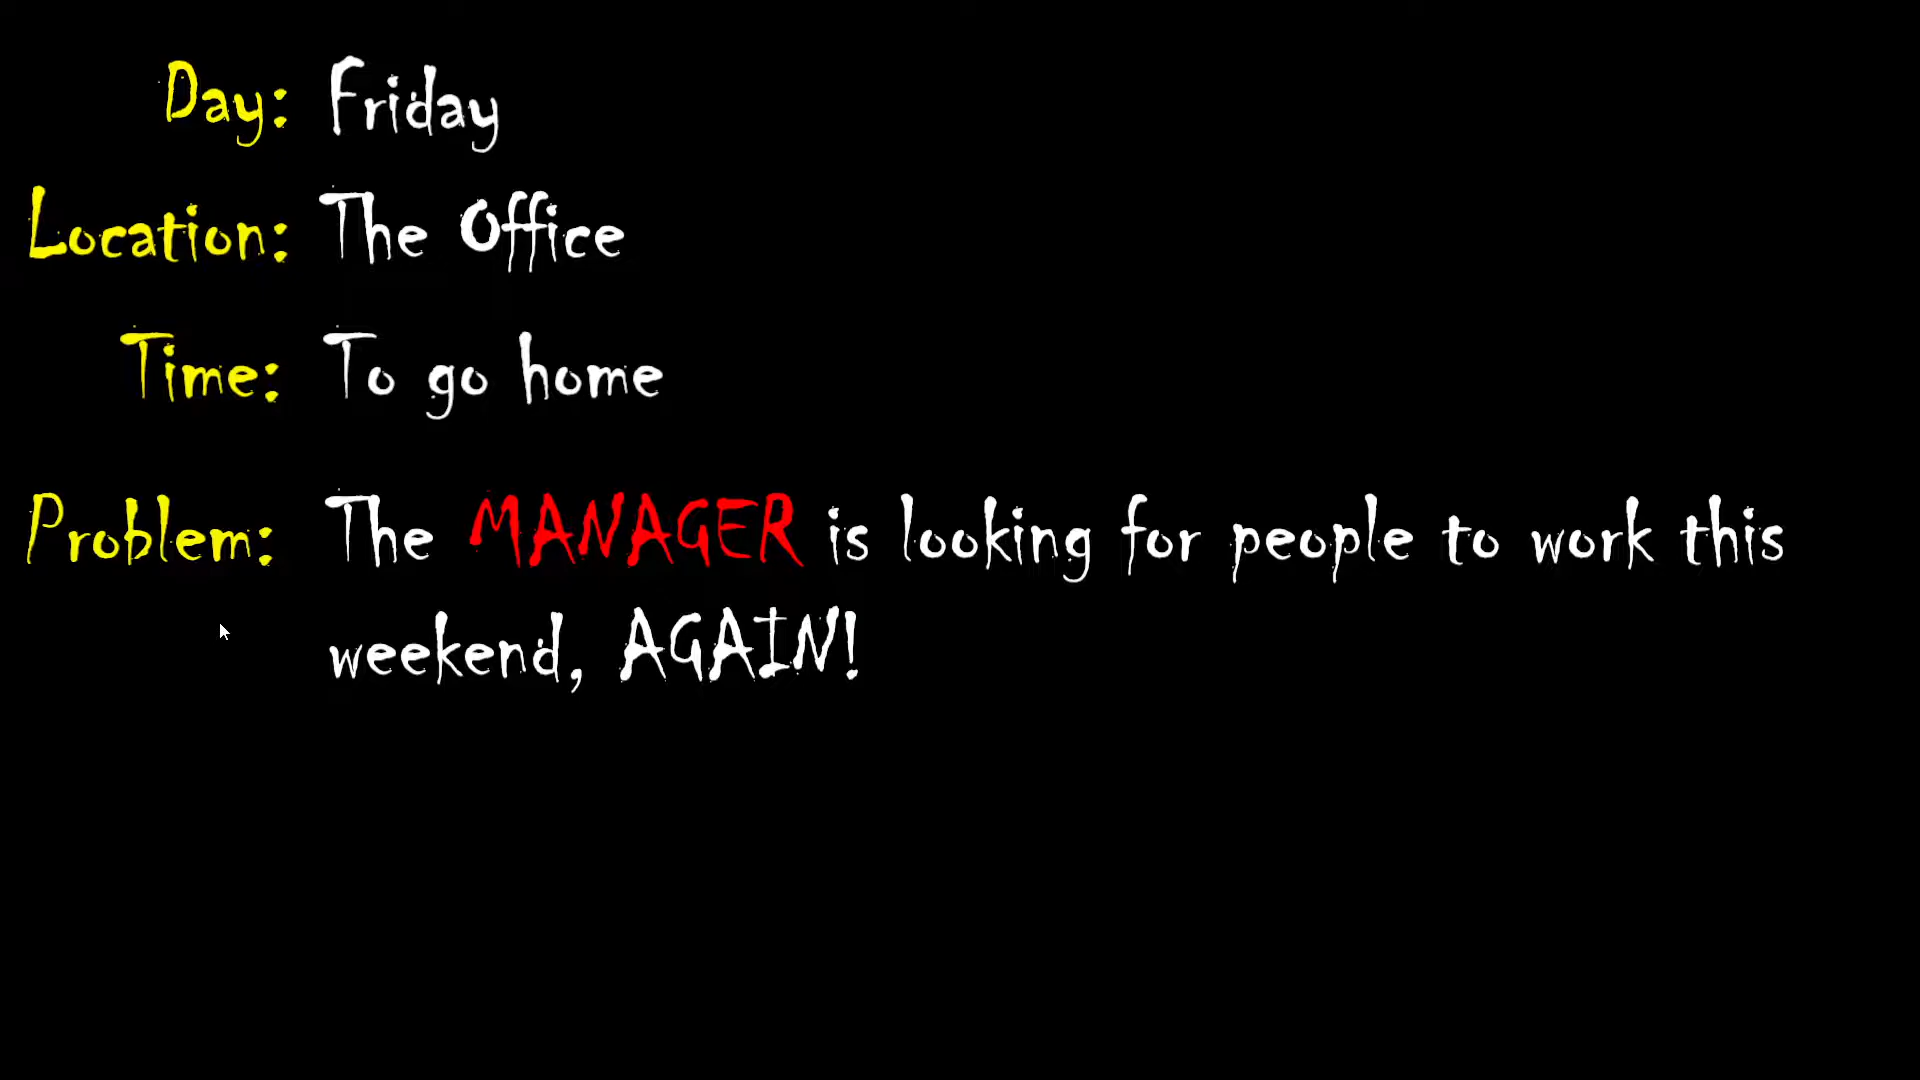 Day: Friday
Location: The Office
Time: To go home
Problem: The MANAGER is looking for people to work this
weekend, AGAIN!